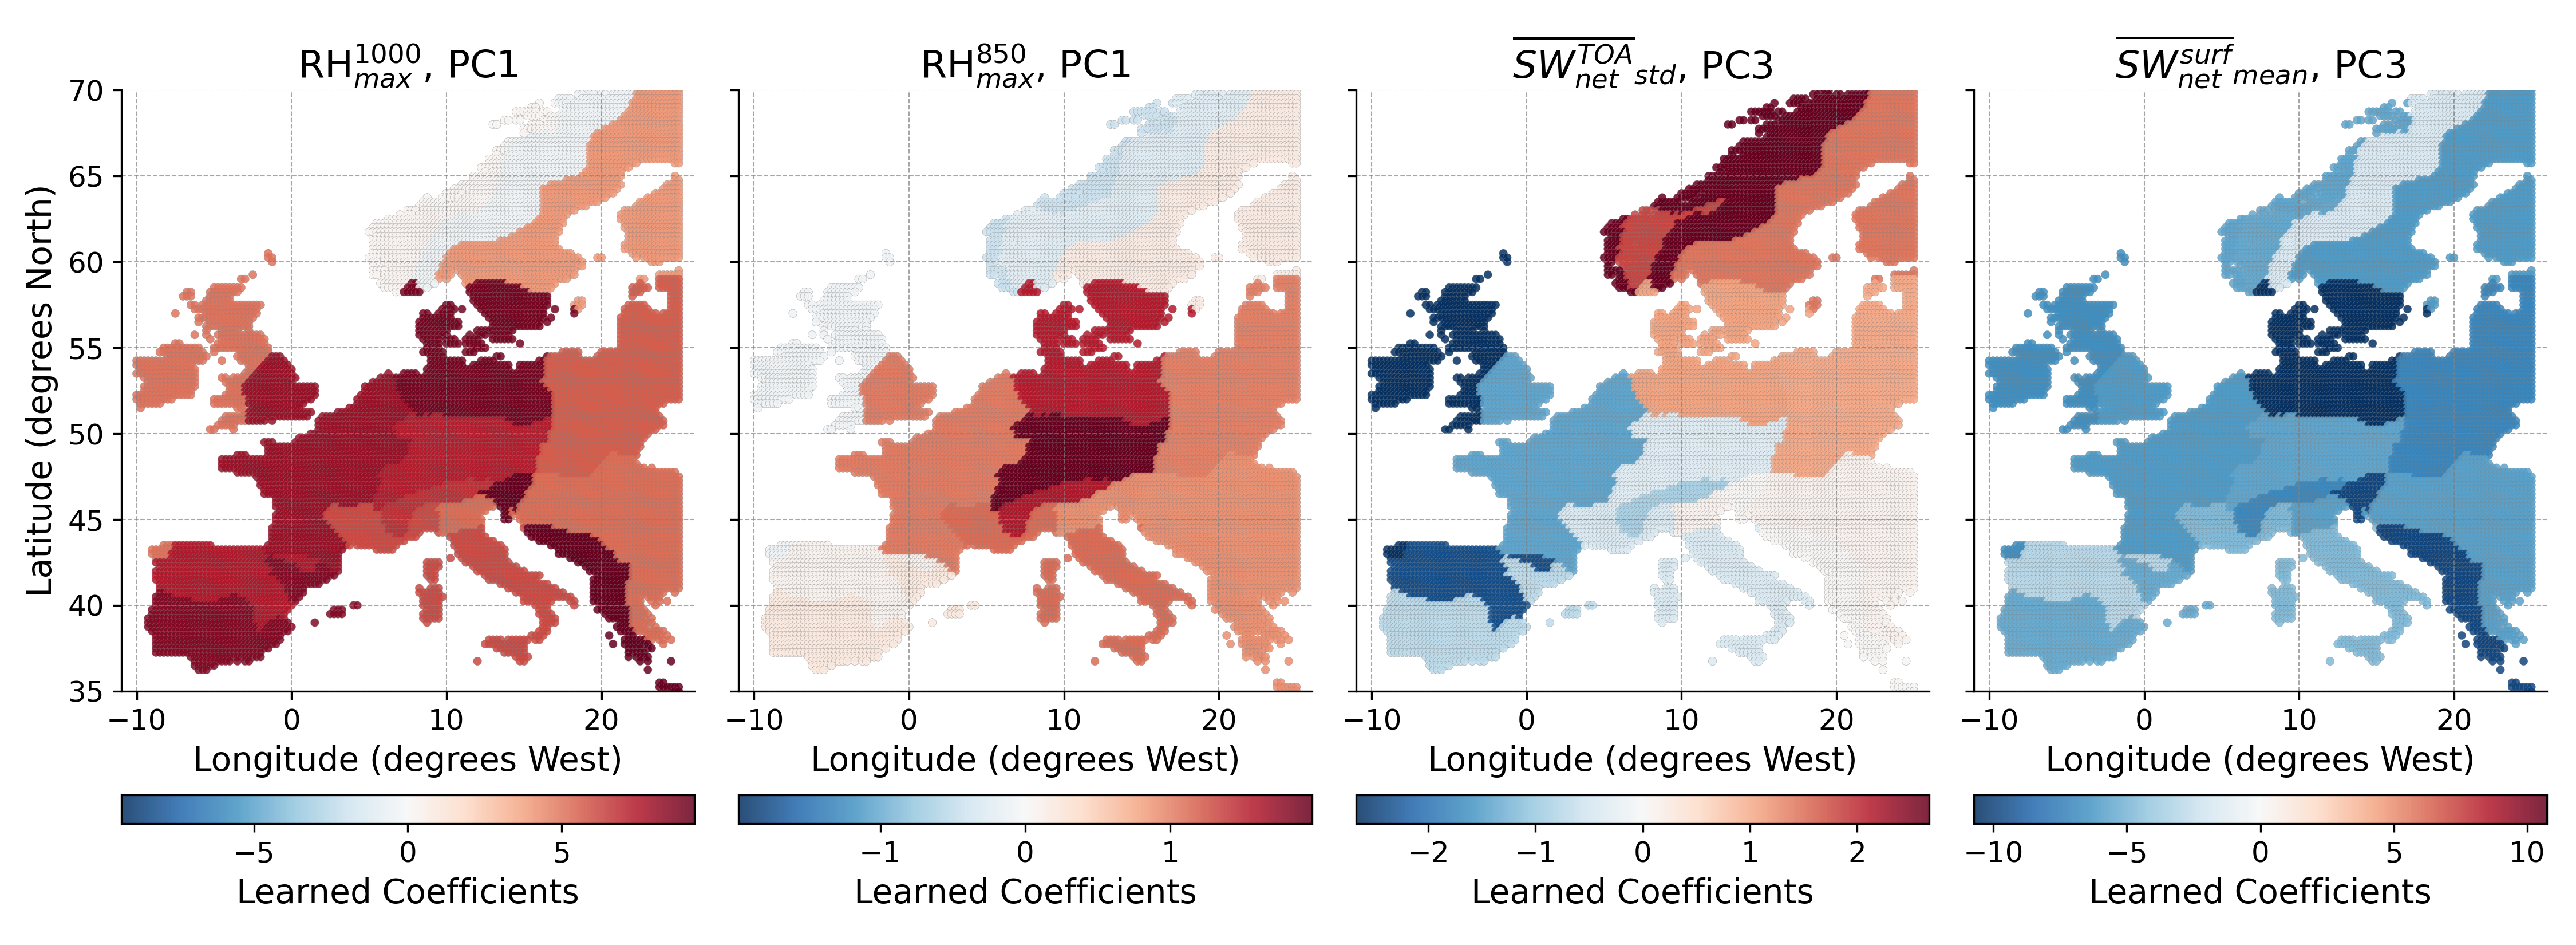 RH^{1000}_{max}, PC1
RH^{850}_{max}, PC1
\overline{SW^{TOA}_{net}}_{std}, PC3
\overline{SW^{surf}_{net}}_{mean}, PC3
Latitude (degrees North)
70
65
60
55
50
45
40
35
−10 0 10 20
−10 0 10 20
−10 0 10 20
−10 0 10 20
Longitude (degrees West)
Longitude (degrees West)
Longitude (degrees West)
Longitude (degrees West)
−5 0 5
−1 0 1
−2 −1 0 1 2
−10 −5 0 5 10
Learned Coefficients
Learned Coefficients
Learned Coefficients
Learned Coefficients